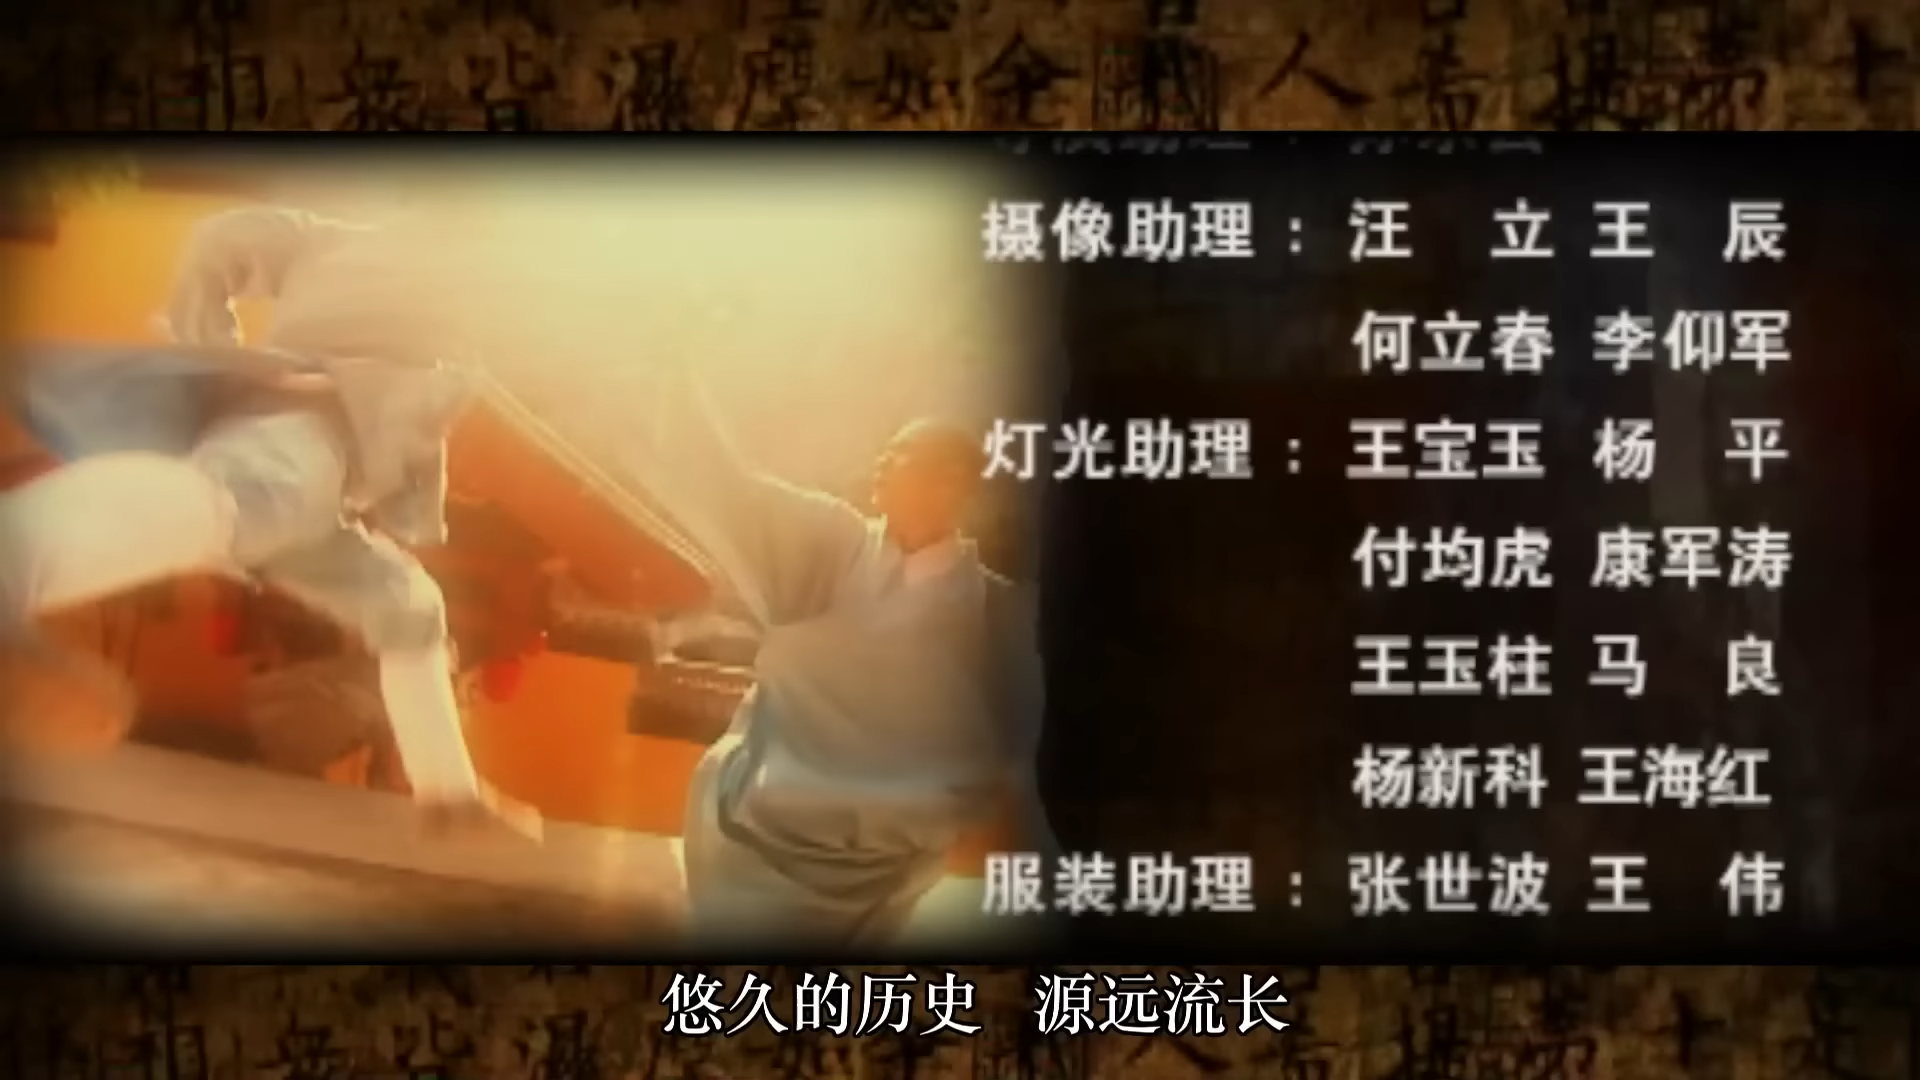 摄像助理：汪　立 王　辰
何立春 李仰军
灯光助理：王宝玉 杨　平
付均虎 康军涛
王玉柱 马　良
杨新科 王海红
服装助理：张世波 王　伟
悠久的历史 源远流长